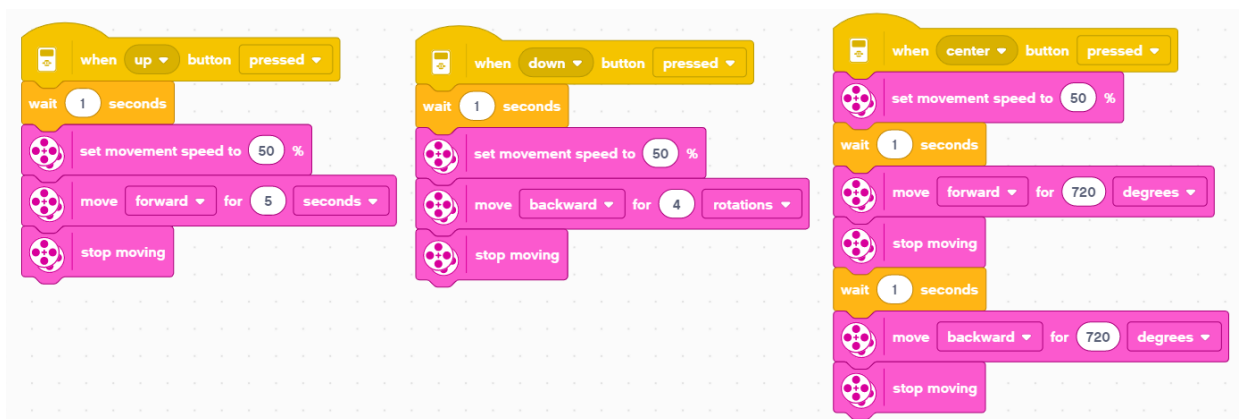 when up button pressed
wait 1 seconds
set movement speed to 50 %
move forward for 5 seconds
stop moving
when down button pressed
wait 1 seconds
set movement speed to 50 %
move backward for 4 rotations
stop moving
when center button pressed
set movement speed to 50 %
wait 1 seconds
move forward for 720 degrees
stop moving
wait 1 seconds
move backward for 720 degrees
stop moving